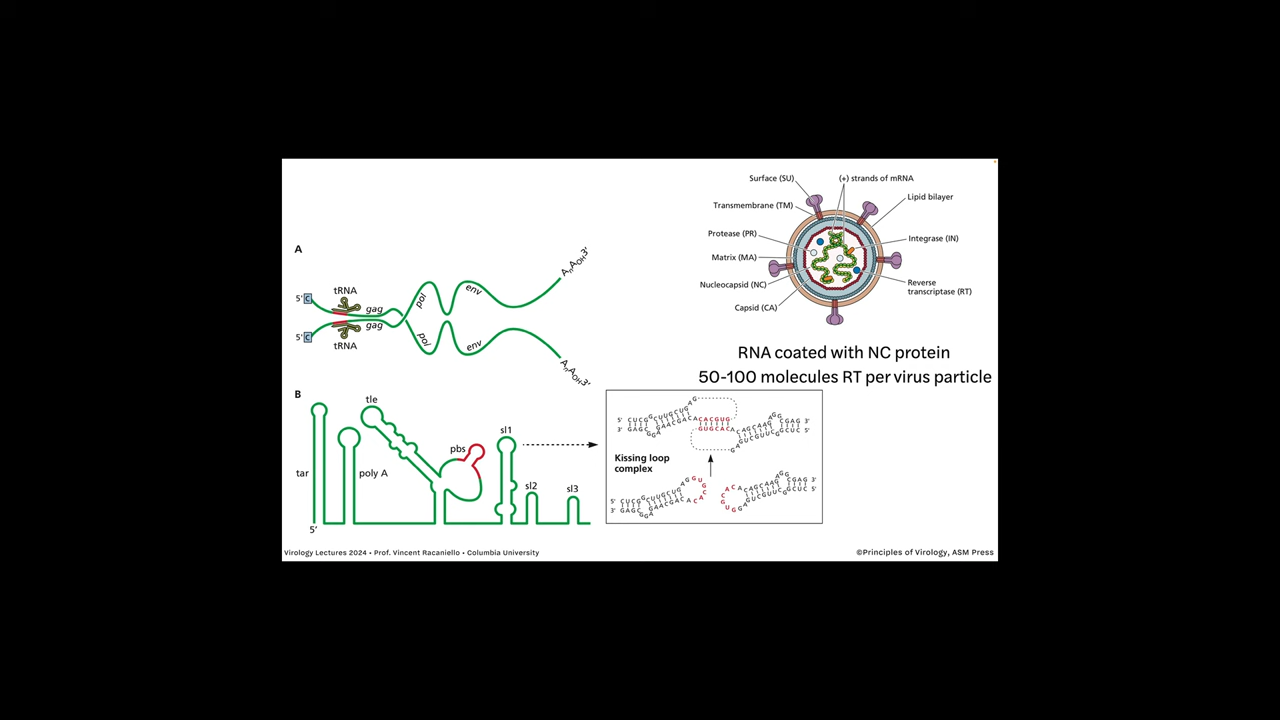 A
5' C
tRNA
gag
gag
pol
pol
env
env
5' C
tRNA
AnAOH3'
AnAOH3'
Surface (SU)
(+) strands of mRNA
Transmembrane (TM)
Lipid bilayer
Protease (PR)
Integrase (IN)
Matrix (MA)
Nucleocapsid (NC)
Reverse
transcriptase (RT)
Capsid (CA)
RNA coated with NC protein
50-100 molecules RT per virus particle
B
tle
tar
poly A
pbs
sl1
sl2
sl3
5'
Kissing loop
complex
CACGUG
GUGCAC
Virology Lectures 2024 • Prof. Vincent Racaniello • Columbia University
©Principles of Virology, ASM Press